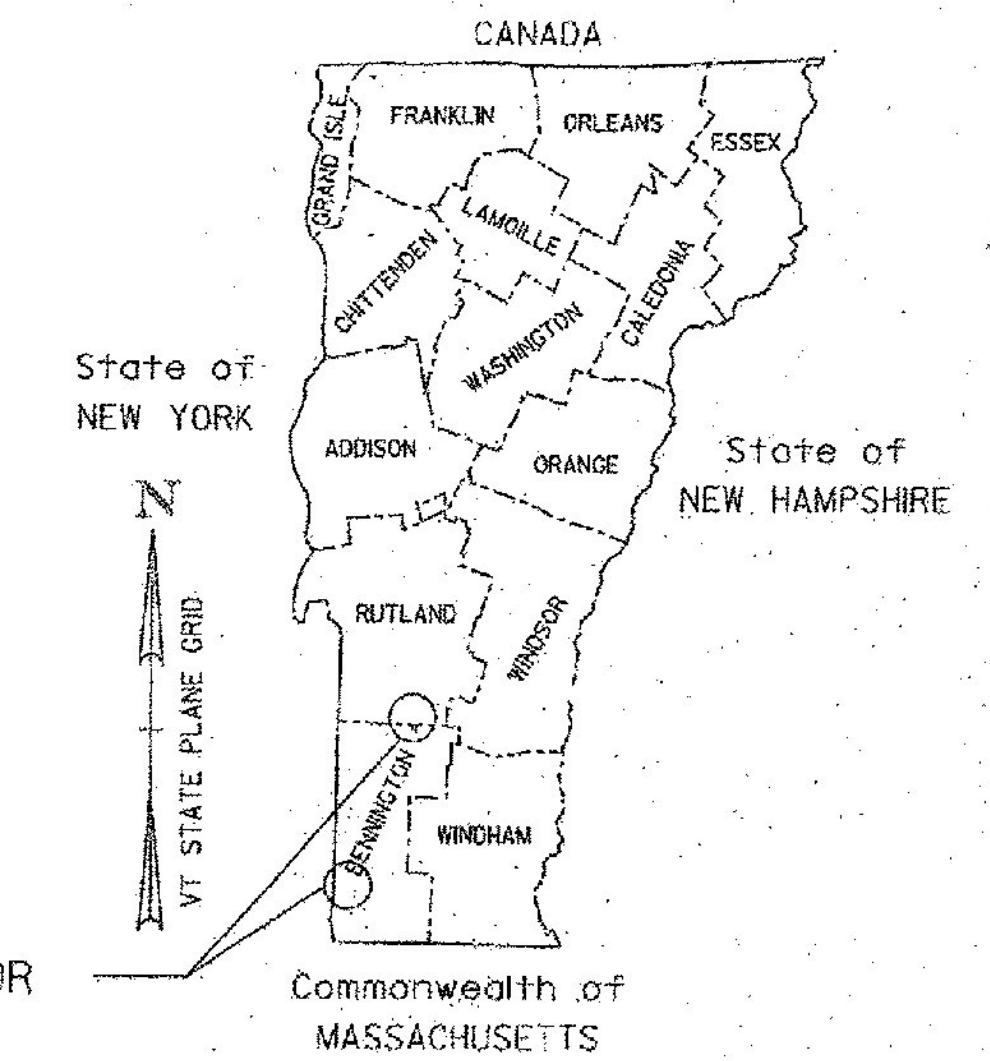 CANADA
GRAND ISLE
FRANKLIN
ORLEANS
ESSEX
LAMOILLE
CHITTENDEN
CALEDONIA
WASHINGTON
State of
NEW YORK
ADDISON
ORANGE
State of
NEW HAMPSHIRE
N
VT STATE PLANE GRID
RUTLAND
WINDSOR
BENNINGTON
WINDHAM
OR
Commonwealth of
MASSACHUSETTS